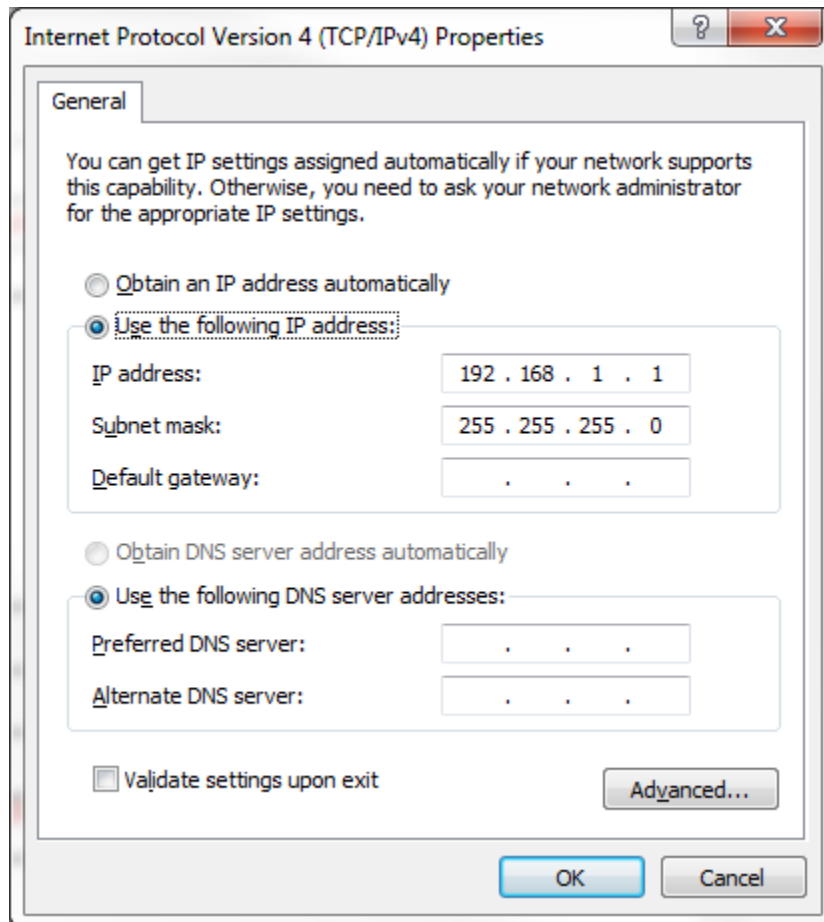 Internet Protocol Version 4 (TCP/IPv4) Properties
?
X
General
You can get IP settings assigned automatically if your network supports
this capability. Otherwise, you need to ask your network administrator
for the appropriate IP settings.
Obtain an IP address automatically
Use the following IP address:
IP address: 192 . 168 . 1 . 1
Subnet mask: 255 . 255 . 255 . 0
Default gateway: . . .
Obtain DNS server address automatically
Use the following DNS server addresses:
Preferred DNS server: . . .
Alternate DNS server: . . .
Validate settings upon exit
Advanced...
OK Cancel